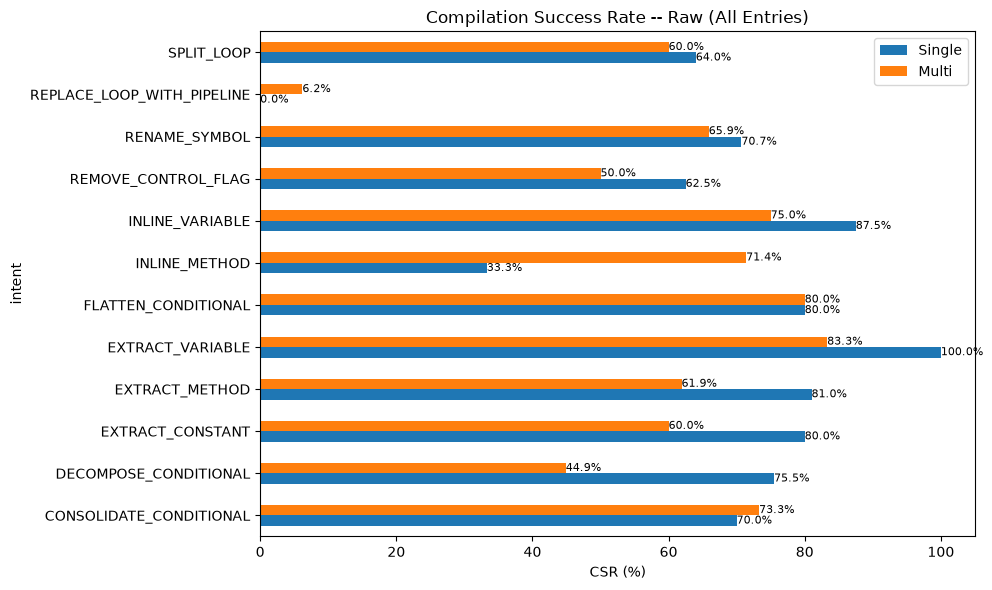 Compilation Success Rate -- Raw (All Entries)
Single
Multi
intent
SPLIT_LOOP
60.0%
64.0%
REPLACE_LOOP_WITH_PIPELINE
6.2%
0.0%
RENAME_SYMBOL
65.9%
70.7%
REMOVE_CONTROL_FLAG
50.0%
62.5%
INLINE_VARIABLE
75.0%
87.5%
INLINE_METHOD
71.4%
33.3%
FLATTEN_CONDITIONAL
80.0%
80.0%
EXTRACT_VARIABLE
83.3%
100.0%
EXTRACT_METHOD
61.9%
81.0%
EXTRACT_CONSTANT
60.0%
80.0%
DECOMPOSE_CONDITIONAL
44.9%
75.5%
CONSOLIDATE_CONDITIONAL
73.3%
70.0%
0 20 40 60 80 100
CSR (%)